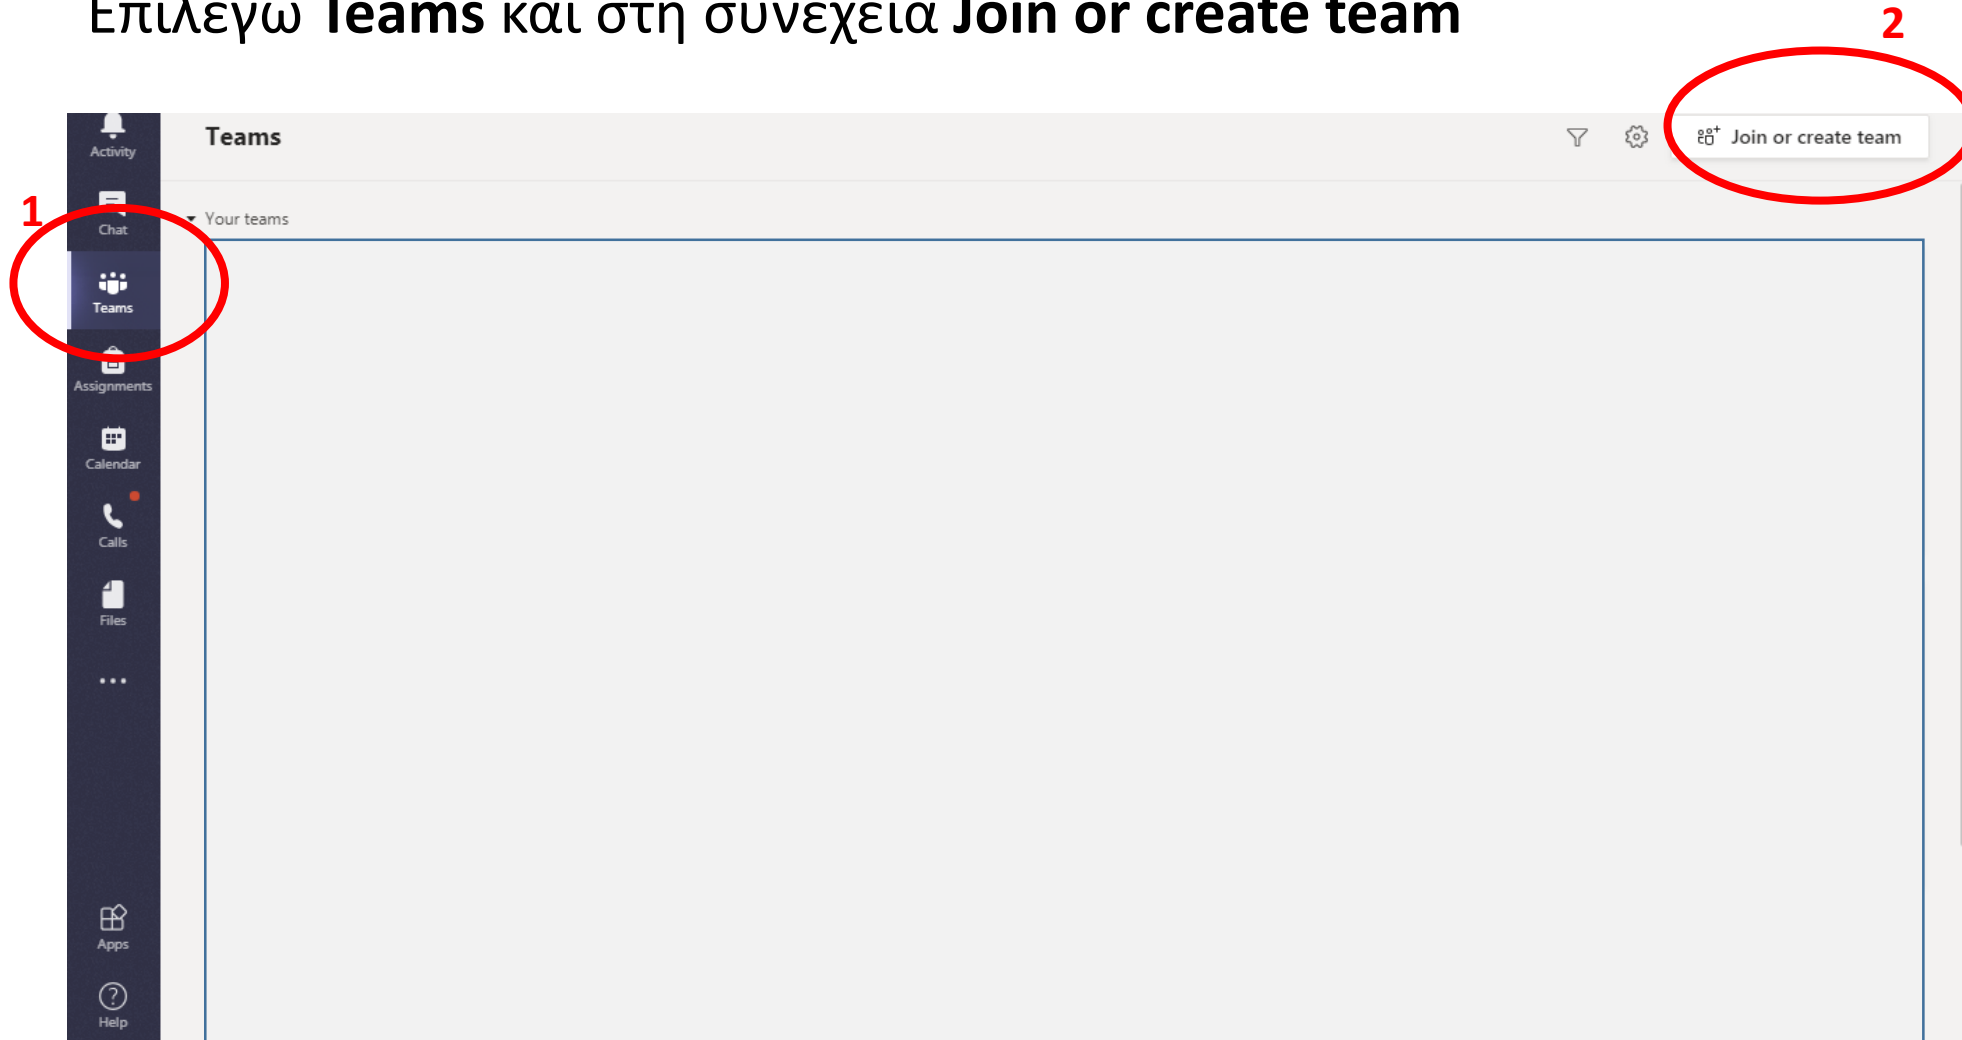 Επιλέγω Teams και στη συνέχεια Join or create team
2
Activity
Teams
Join or create team
1
Chat
Your teams
Teams
Assignments
Calendar
Calls
Files
Apps
Help